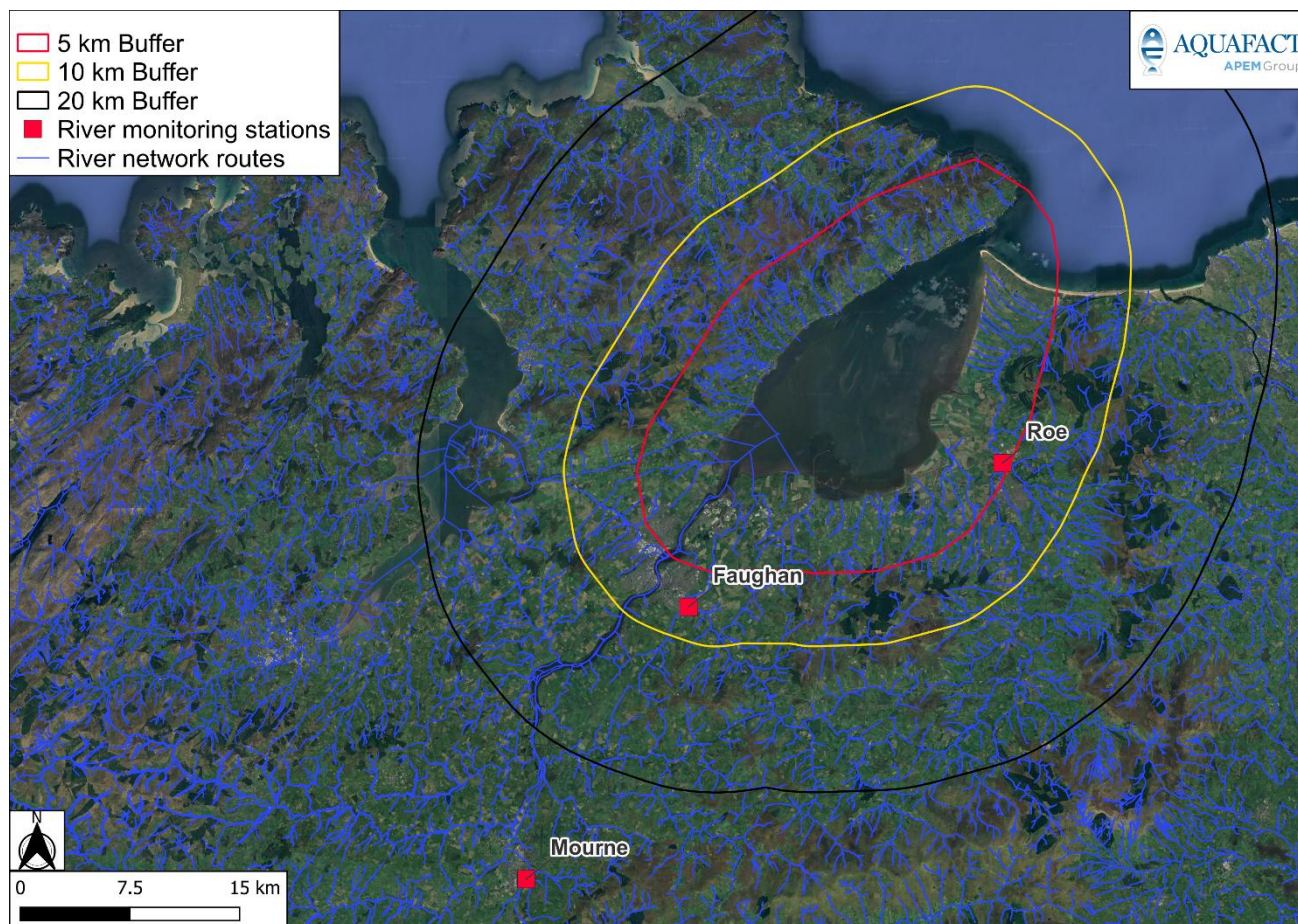 5 km Buffer
10 km Buffer
20 km Buffer
River monitoring stations
River network routes
AQUAFACT
APEM Group
Roe
Faughan
Mourne
N
0 7.5 15 km